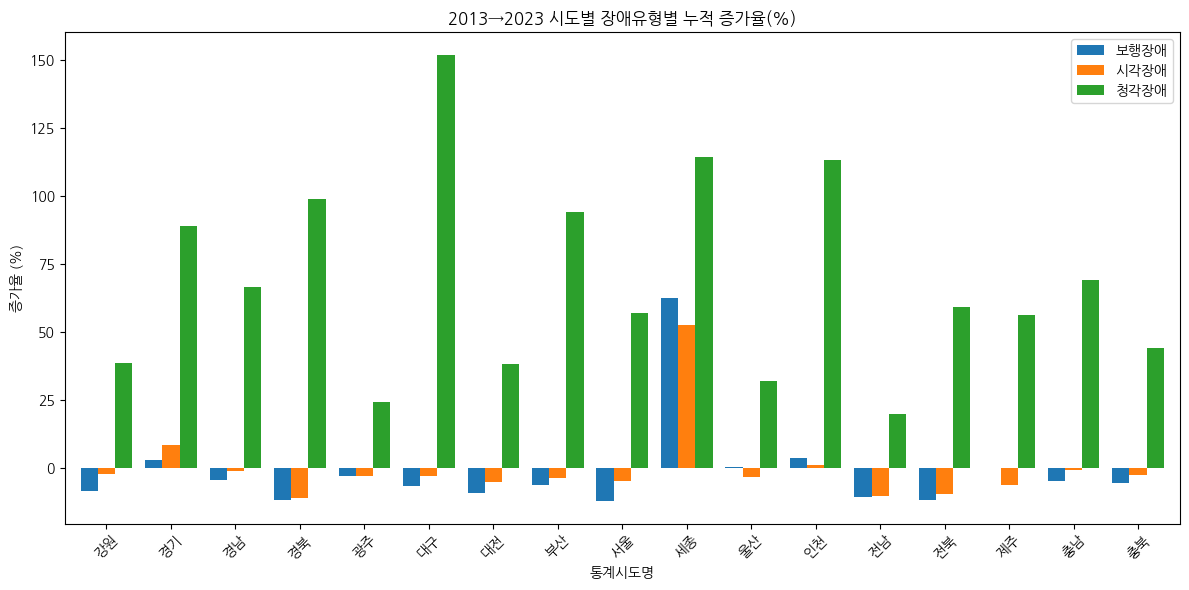 2013→2023 시도별 장애유형별 누적 증가율(%)
보행장애
시각장애
청각장애
증가율 (%)
150
125
100
75
50
25
0
강원 경기 경남 경북 광주 대구 대전 부산 서울 세종 울산 인천 전남 전북 제주 충남 충북
통계시도명